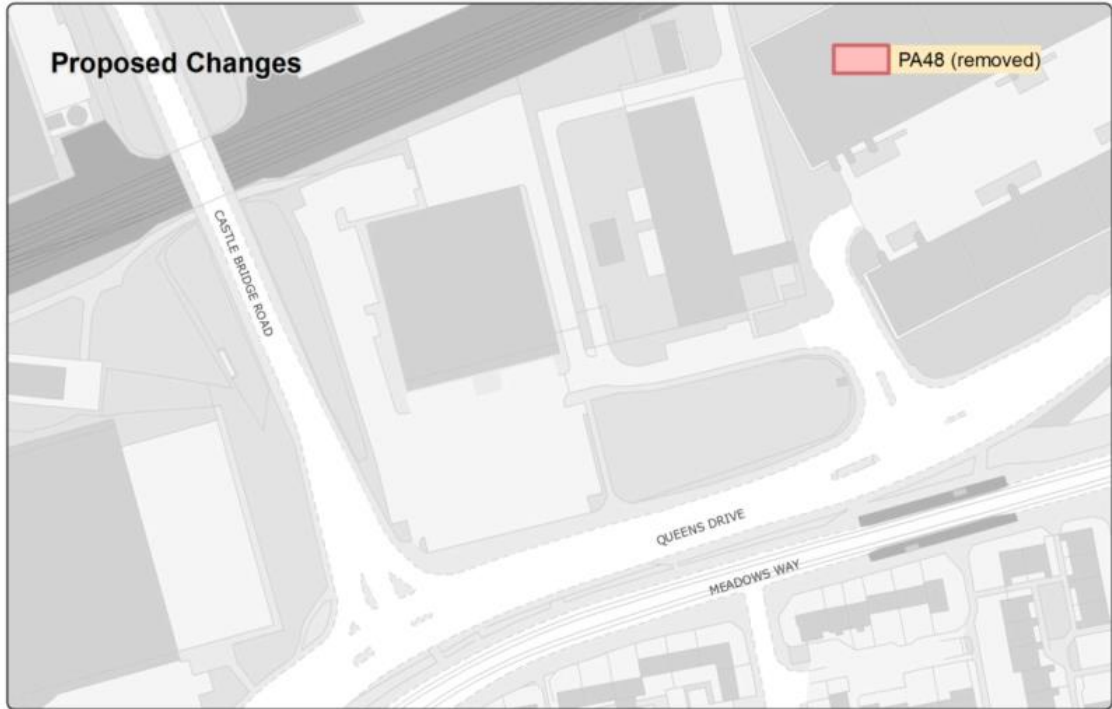 Proposed Changes
PA48 (removed)
CASTLE BRIDGE ROAD
QUEENS DRIVE
MEADOWS WAY